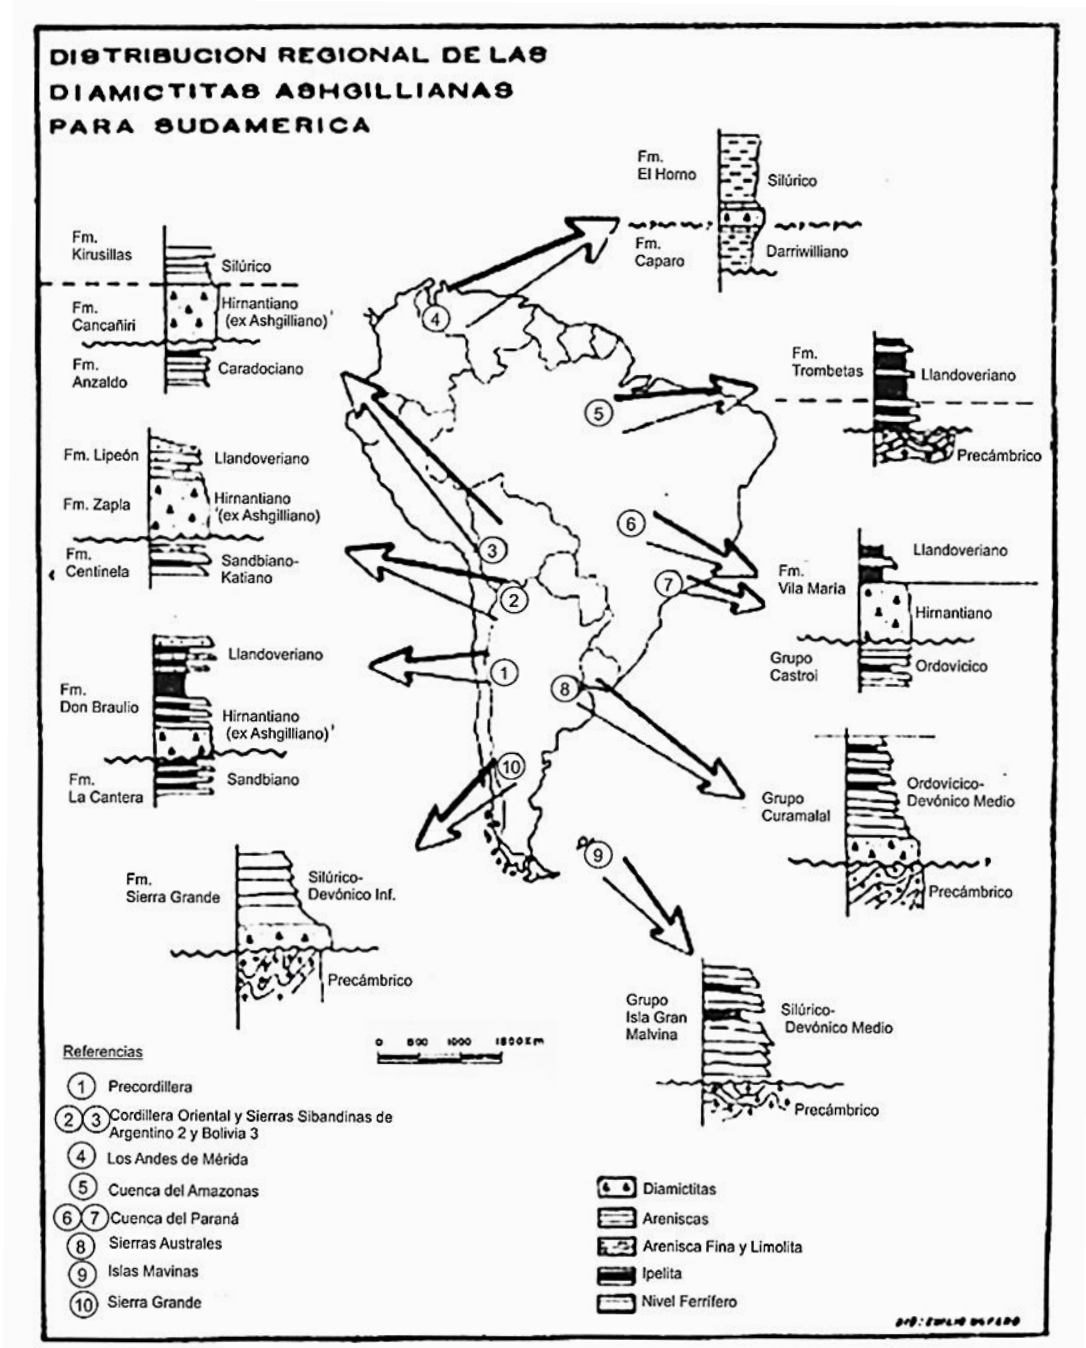 DISTRIBUCION REGIONAL DE LAS
DIAMICTITAS ASHGILLIANAS
PARA SUDAMERICA
Fm.
El Horno
Silúrico
Fm.
Caparo
Darriwilliano
Fm.
Kirusillas
Silúrico
Fm.
Cancañiri
Hirnantiano
(ex Ashgilliano)
Fm.
Anzaldo
Caradociano
Fm.
Trombetas
Llandoveriano
Precámbrico
Fm. Lipeón
Llandoveriano
Fm. Zapla
Hirnantiano
(ex Ashgilliano)
Fm.
Centinela
Sandbiano-
Katiano
Fm.
Vila Maria
Llandoveriano
Hirnantiano
Grupo
Castroi
Ordovicico
Fm.
Don Braulio
Llandoveriano
Hirnantiano
(ex Ashgilliano)
Fm.
La Cantera
Sandbiano
Grupo
Curamalal
Ordovicico-
Devónico Medio
P
Precámbrico
Fm.
Sierra Grande
Silúrico-
Devónico Inf.
Precámbrico
Grupo
Isla Gran
Malvina
Silúrico-
Devónico Medio
Precámbrico
4
5
3
6
2
7
1
8
10
9
0 500 1000 1500Km
Referencias
1 Precordillera
2 3 Cordillera Oriental y Sierras Sibandinas de
Argentino 2 y Bolivia 3
4 Los Andes de Mérida
5 Cuenca del Amazonas
6 7 Cuenca del Paraná
8 Sierras Australes
9 Islas Mavinas
10 Sierra Grande
Diamictitas
Areniscas
Arenisca Fina y Limolita
Ipelita
Nivel Ferrífero